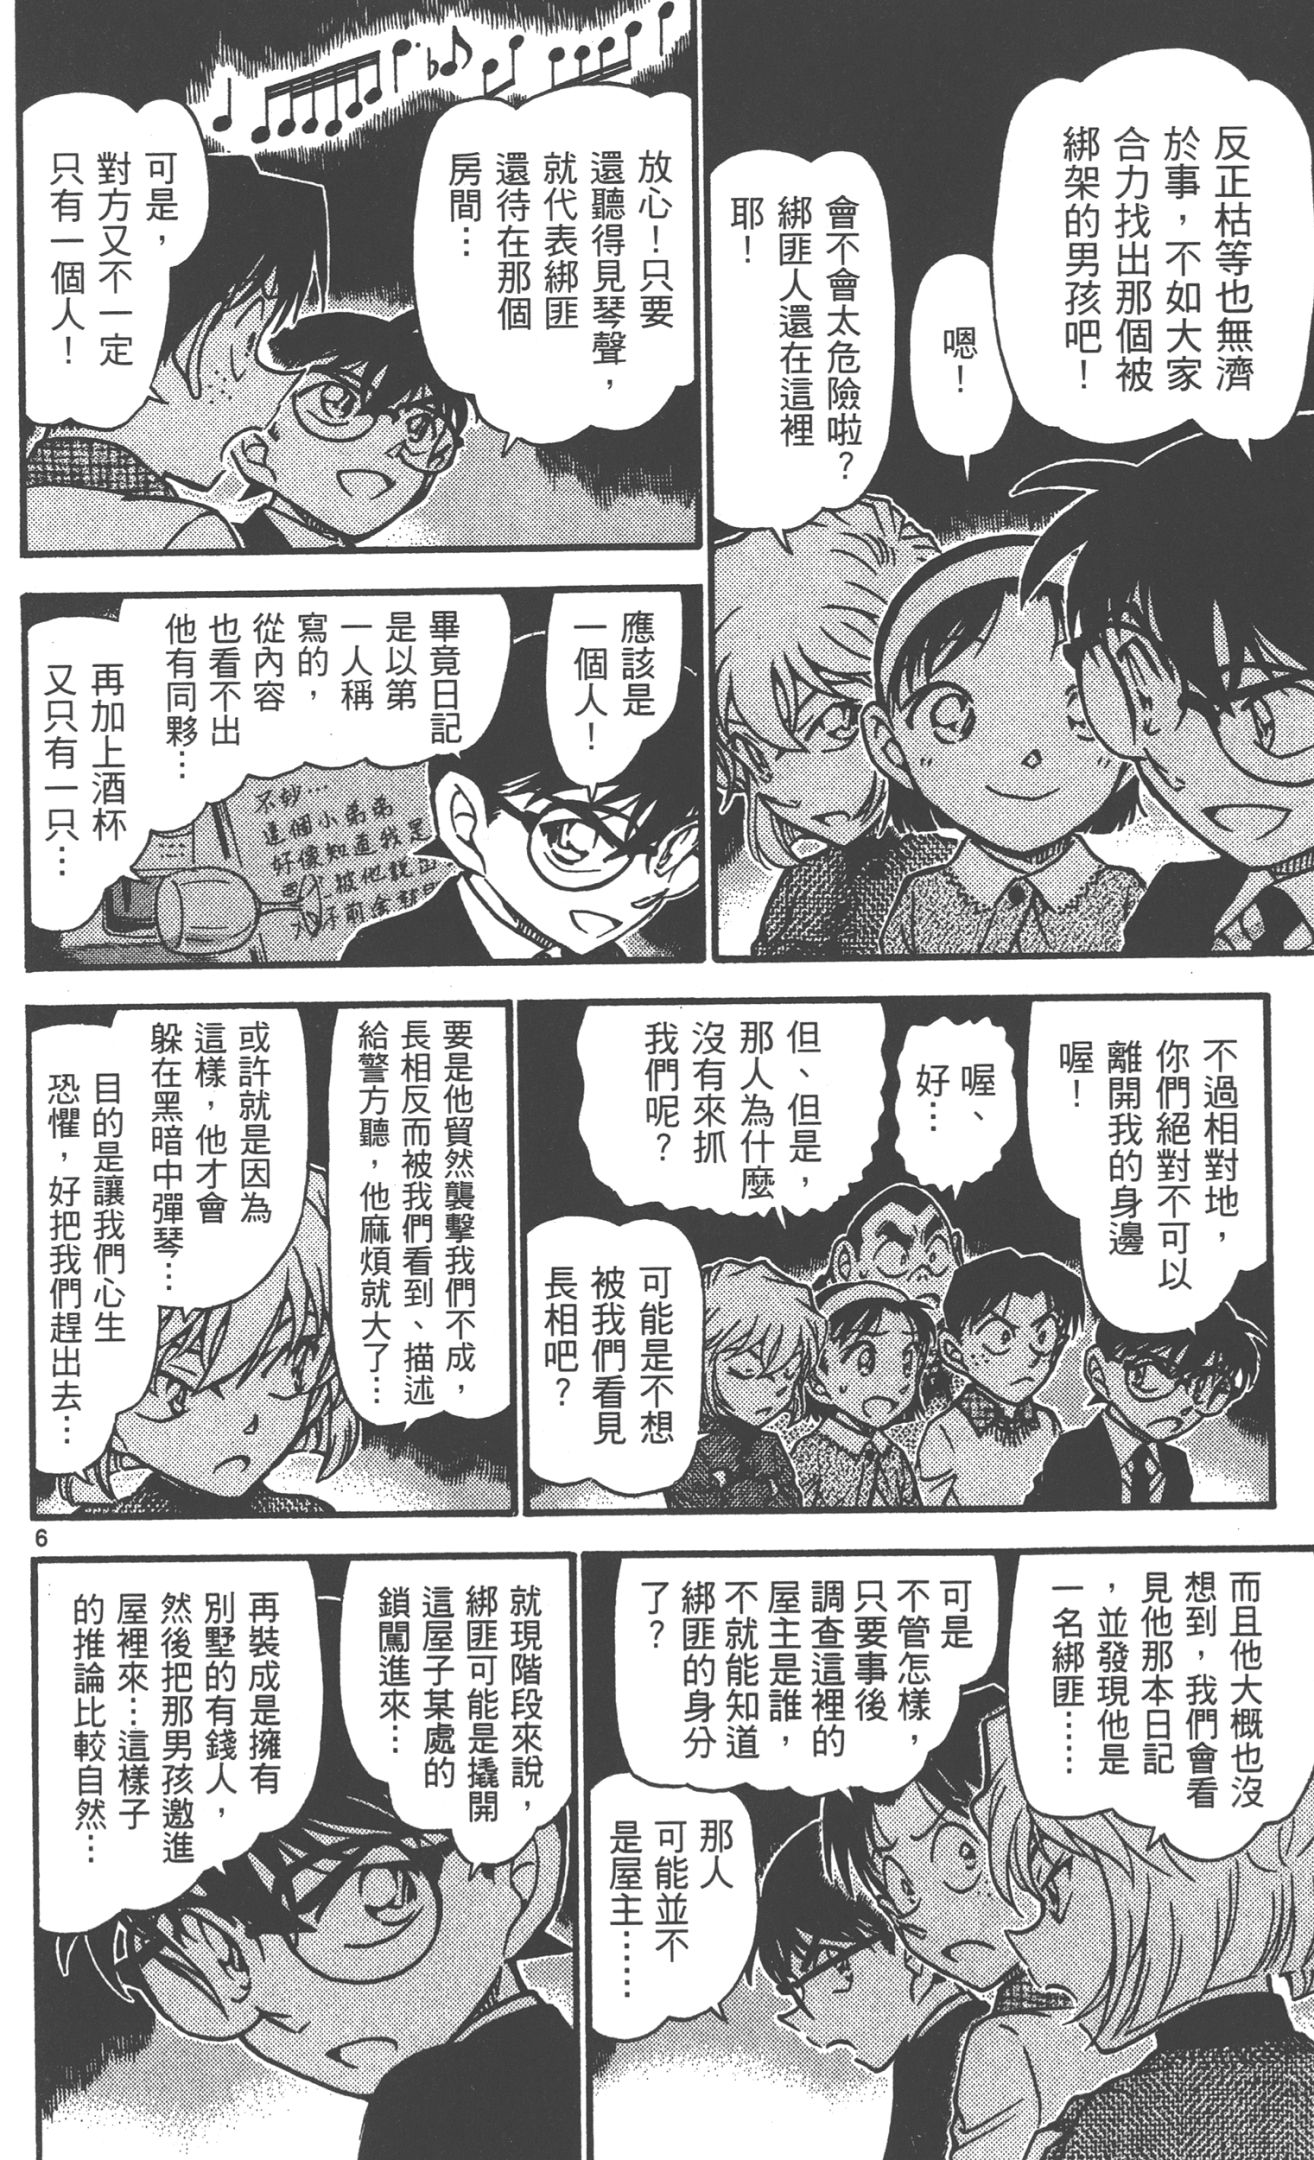 反正枯等也無濟
於事，不如大家
合力找出那個被
綁架的男孩吧！
嗯！
會不會太危險啦？
綁匪人還在這裡
耶！
放心！只要
還聽得見琴聲，
就代表綁匪
還待在那個
房間…
可是，
對方又不一定
只有一個人！
應該是
一個人！
畢竟日記
是以第
一人稱
寫的，
從內容
也看不出
他有同夥…
再加上酒杯
又只有一只…
不妙…
這個小弟弟
好像知道我是
被他說出
不過相對地，
你們絕對不可以
離開我的身邊
喔！
喔、
好…
但、但是，
那人為什麼
沒有來抓
我們呢？
可能是不想
被我們看見
長相吧？
要是他貿然襲擊我們不成，
長相反而被我們看到、描述
給警方聽，他麻煩就大了…
或許就是因為
這樣，他才會
躲在黑暗中彈琴…
目的是讓我們心生
恐懼，好把我們趕出去…
6
而且他大概也沒
想到，我們會看
見他那本日記
，並發現他是
一名綁匪……
可是
不管怎樣，
只要事後
調查這裡的
屋主是誰，
不就能知道
綁匪的身分
了？
那人
可能並不
是屋主……
就現階段來說，
綁匪可能是撬開
這屋子某處的
鎖闖進來…
再裝成是擁有
別墅的有錢人，
然後把那男孩邀進
屋裡來…這樣子
的推論比較自然…